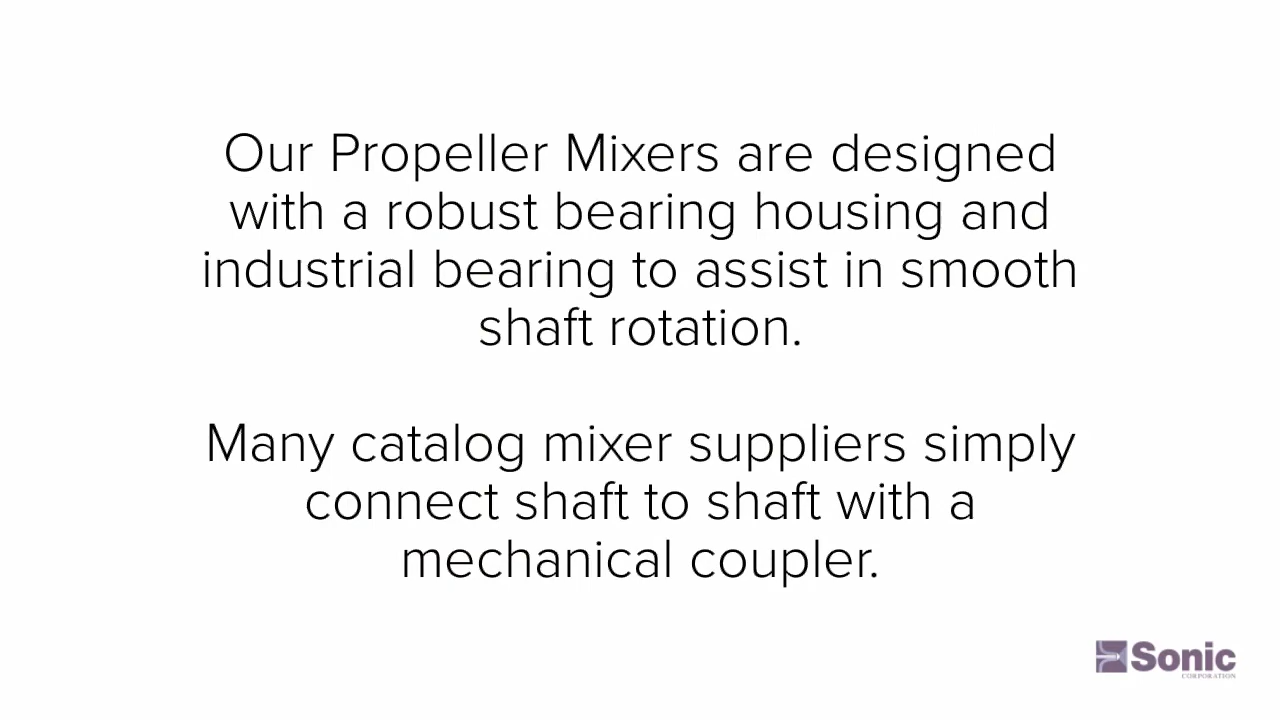 Our Propeller Mixers are designed
with a robust bearing housing and
industrial bearing to assist in smooth
shaft rotation.
Many catalog mixer suppliers simply
connect shaft to shaft with a
mechanical coupler.
Sonic
CORPORATION